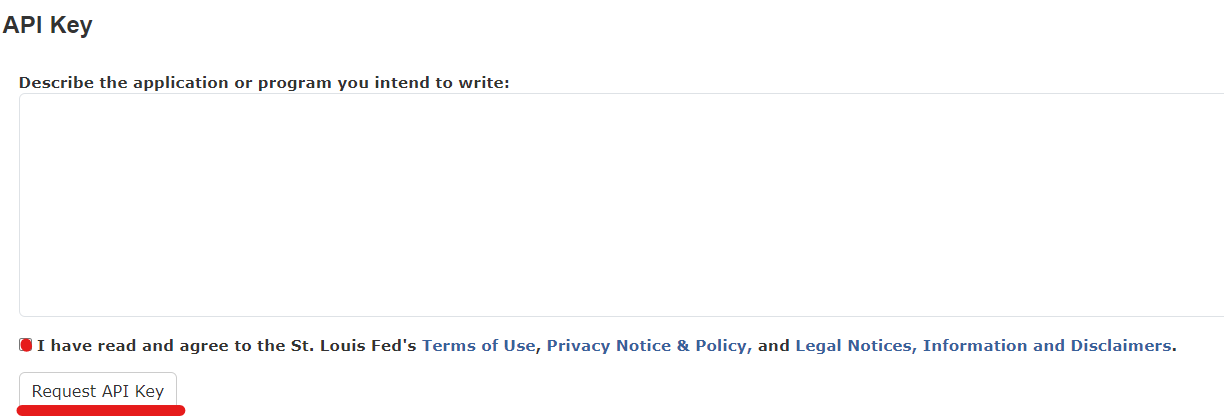 API Key
Describe the application or program you intend to write:
I have read and agree to the St. Louis Fed's Terms of Use, Privacy Notice & Policy, and Legal Notices, Information and Disclaimers.
Request API Key